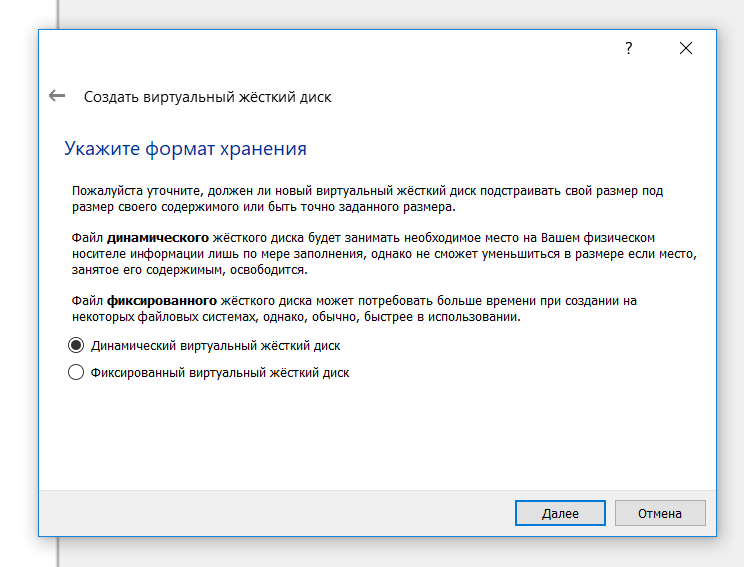 ?
Создать виртуальный жёсткий диск
Укажите формат хранения
Пожалуйста уточните, должен ли новый виртуальный жёсткий диск подстраивать свой размер под
размер своего содержимого или быть точно заданного размера.
Файл динамического жёсткого диска будет занимать необходимое место на Вашем физическом
носителе информации лишь по мере заполнения, однако не сможет уменьшиться в размере если место,
занятое его содержимым, освободится.
Файл фиксированного жёсткого диска может потребовать больше времени при создании на
некоторых файловых системах, однако, обычно, быстрее в использовании.
Динамический виртуальный жёсткий диск
Фиксированный виртуальный жёсткий диск
Далее
Отмена